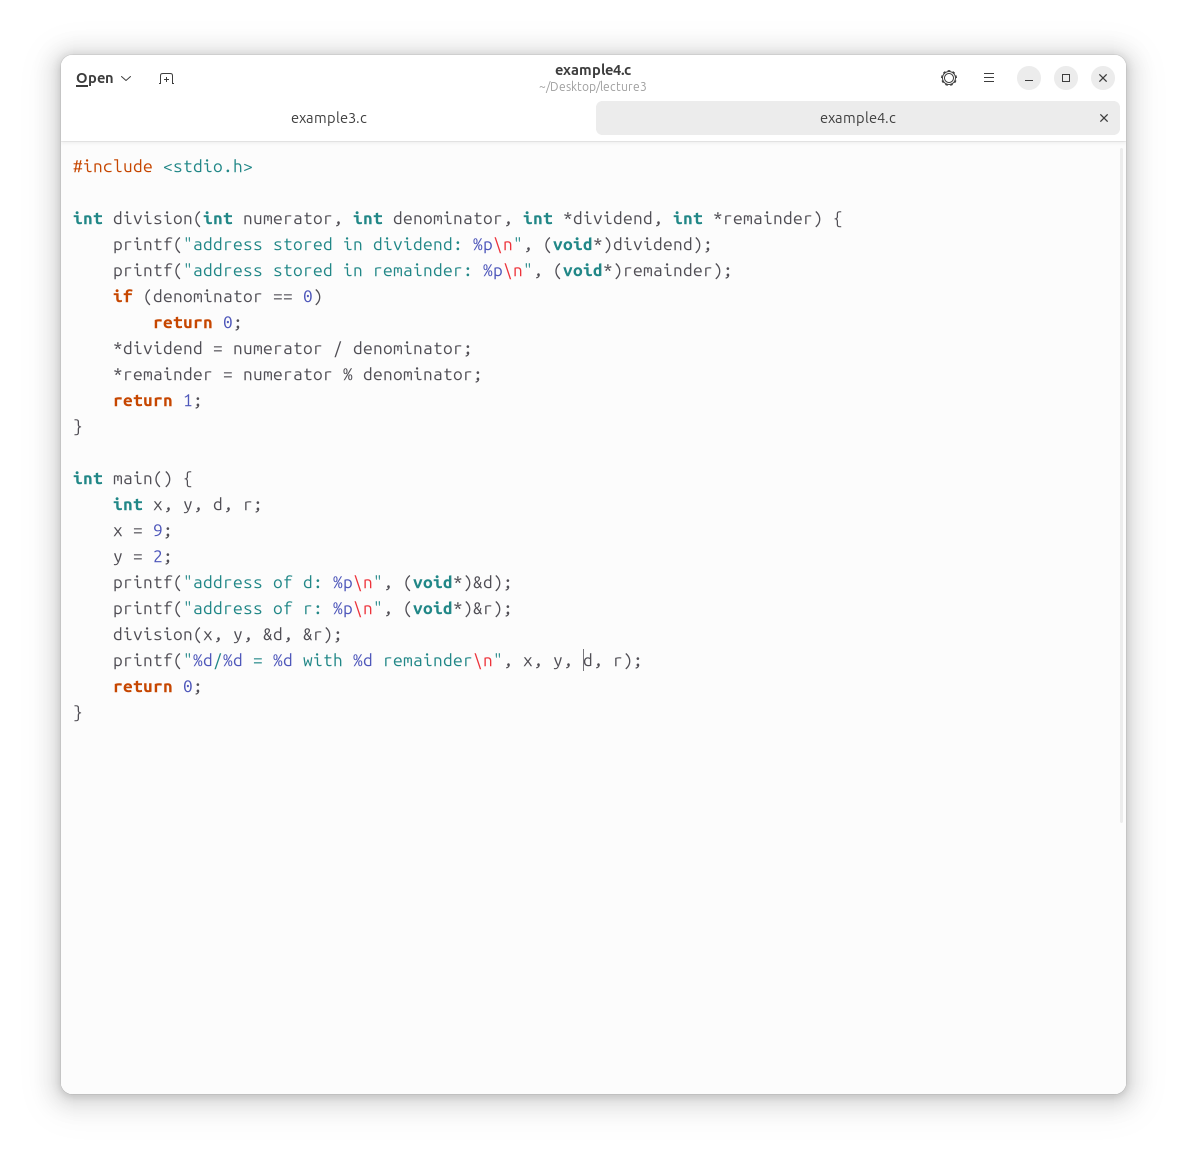 Open
example4.c
~/Desktop/lecture3
example3.c
example4.c
#include <stdio.h>

int division(int numerator, int denominator, int *dividend, int *remainder) {
    printf("address stored in dividend: %p\n", (void*)dividend);
    printf("address stored in remainder: %p\n", (void*)remainder);
    if (denominator == 0)
        return 0;
    *dividend = numerator / denominator;
    *remainder = numerator % denominator;
    return 1;
}

int main() {
    int x, y, d, r;
    x = 9;
    y = 2;
    printf("address of d: %p\n", (void*)&d);
    printf("address of r: %p\n", (void*)&r);
    division(x, y, &d, &r);
    printf("%d/%d = %d with %d remainder\n", x, y, d, r);
    return 0;
}